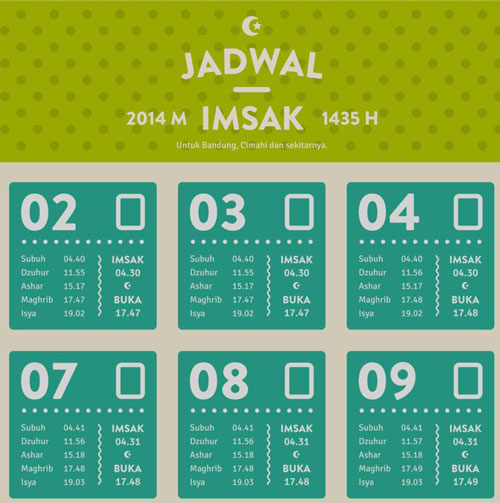 JADWAL
2014 M IMSAK 1435 H
Untuk Bandung, Cimahi dan sekitarnya.
02
Subuh 04.40
Dzuhur 11.55
Ashar 15.17
Maghrib 17.47
Isya 19.02
IMSAK
04.30
BUKA
17.47
03
Subuh 04.40
Dzuhur 11.55
Ashar 15.17
Maghrib 17.47
Isya 19.02
IMSAK
04.30
BUKA
17.47
04
Subuh 04.40
Dzuhur 11.56
Ashar 15.17
Maghrib 17.48
Isya 19.02
IMSAK
04.30
BUKA
17.48
07
Subuh 04.41
Dzuhur 11.56
Ashar 15.18
Maghrib 17.48
Isya 19.03
IMSAK
04.31
BUKA
17.48
08
Subuh 04.41
Dzuhur 11.56
Ashar 15.18
Maghrib 17.48
Isya 19.03
IMSAK
04.31
BUKA
17.48
09
Subuh 04.41
Dzuhur 11.57
Ashar 15.18
Maghrib 17.49
Isya 19.03
IMSAK
04.31
BUKA
17.49